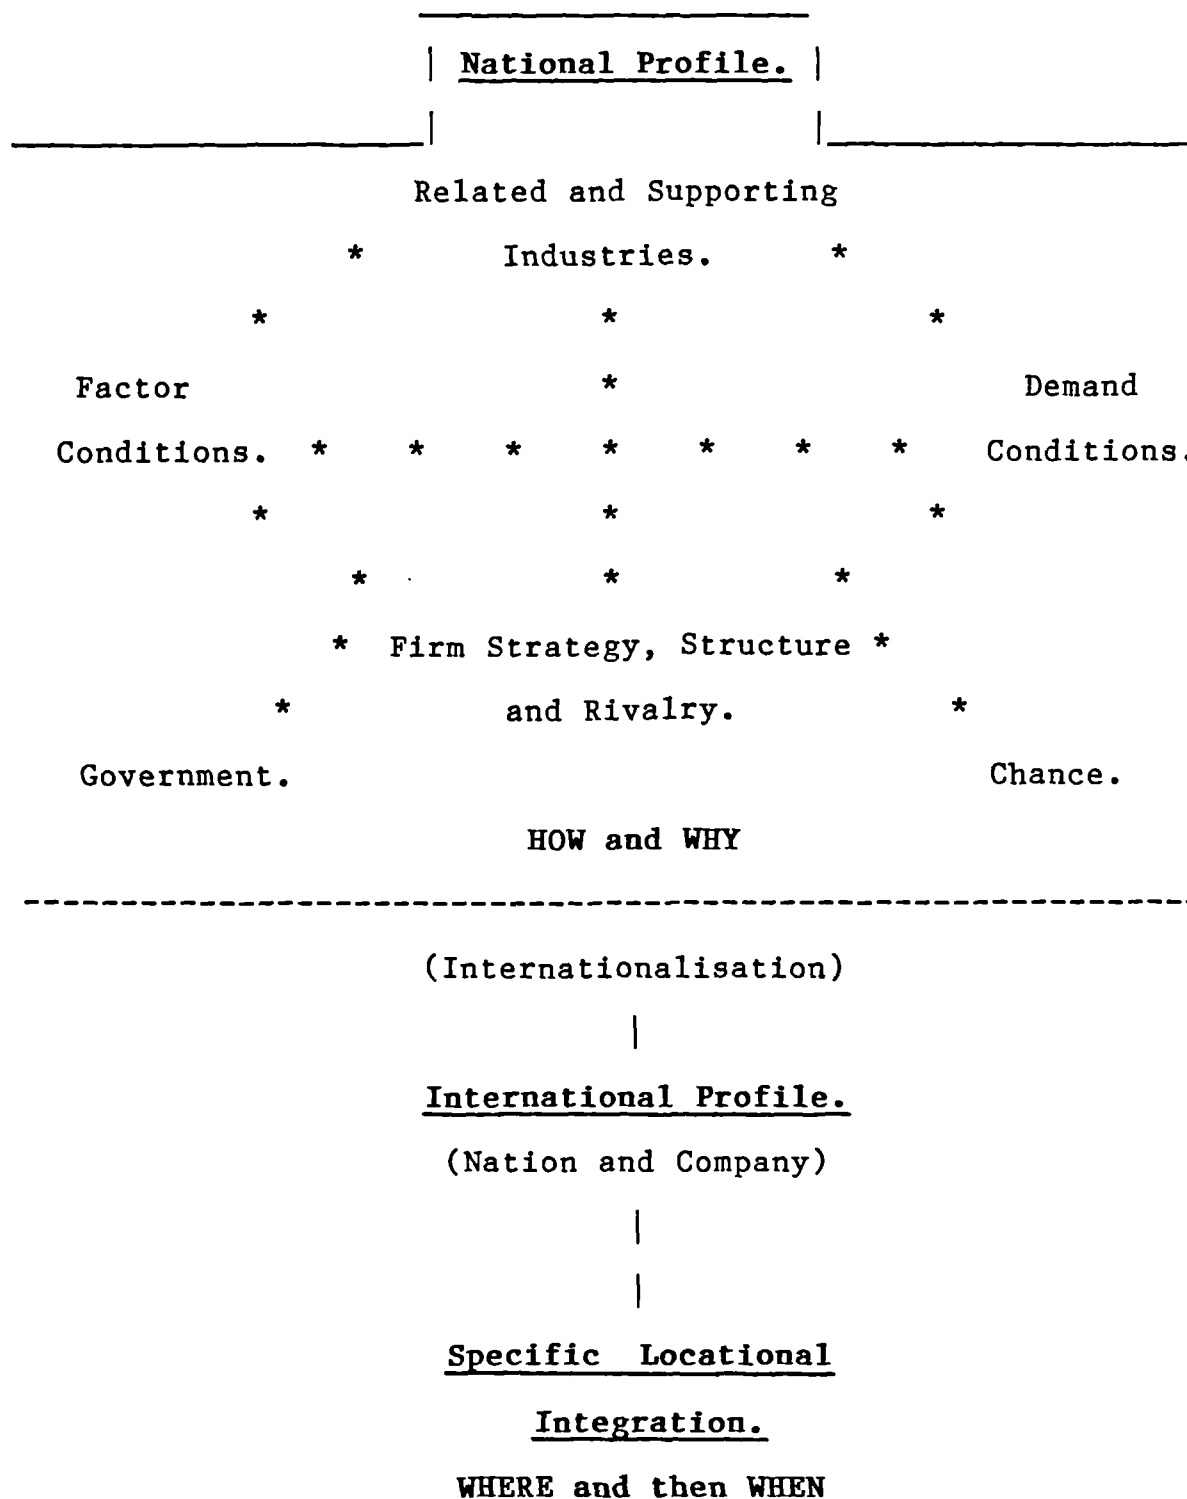 National Profile.
Related and Supporting
* Industries. *
* * *
Factor * Demand
Conditions. * * * * * * * Conditions.
* * *
* * *
* Firm Strategy, Structure *
* and Rivalry. *
Government. Chance.
HOW and WHY
(Internationalisation)
International Profile.
(Nation and Company)
Specific Locational
Integration.
WHERE and then WHEN